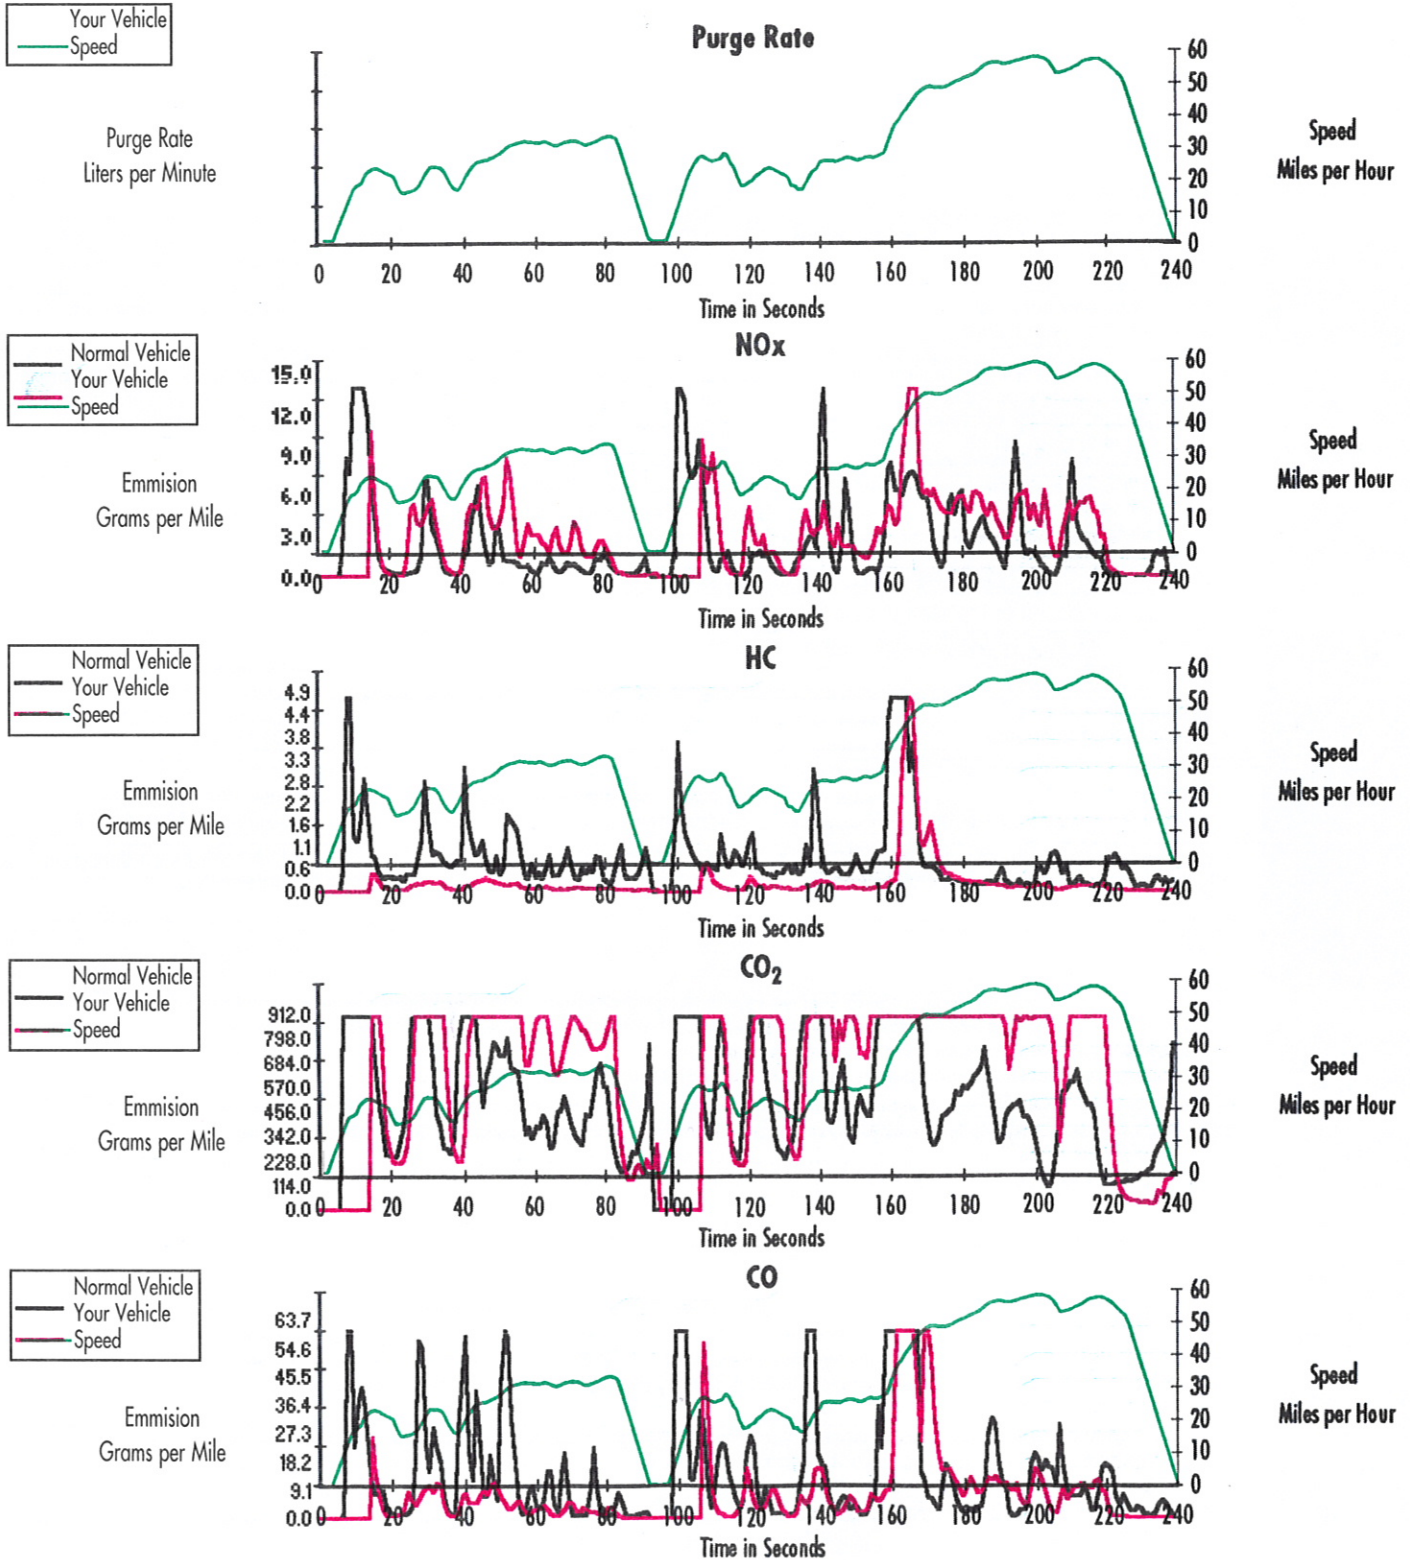 Your Vehicle
Speed
Purge Rate
Purge Rate
Liters per Minute
60
50
40
30
20
10
0
Speed
Miles per Hour
0 20 40 60 80 100 120 140 160 180 200 220 240
Time in Seconds
Normal Vehicle
Your Vehicle
Speed
NOx
15.0
12.0
9.0
6.0
3.0
0.0
Emmision
Grams per Mile
60
50
40
30
20
10
0
Speed
Miles per Hour
20 40 60 80 100 120 140 160 180 200 220 240
Time in Seconds
Normal Vehicle
Your Vehicle
Speed
HC
4.9
4.4
3.8
3.3
2.8
2.2
1.6
1.1
0.6
0.0
Emmision
Grams per Mile
60
50
40
30
20
10
0
Speed
Miles per Hour
0 20 40 60 80 100 120 140 160 180 200 220 240
Time in Seconds
Normal Vehicle
Your Vehicle
Speed
CO2
912.0
798.0
684.0
570.0
456.0
342.0
228.0
114.0
0.0
Emmision
Grams per Mile
60
50
40
30
20
10
0
Speed
Miles per Hour
0 20 40 60 80 100 120 140 160 180 200 220 240
Time in Seconds
Normal Vehicle
Your Vehicle
Speed
CO
63.7
54.6
45.5
36.4
27.3
18.2
9.1
0.0
Emmision
Grams per Mile
60
50
40
30
20
10
0
Speed
Miles per Hour
0 20 40 60 80 100 120 140 160 180 200 220 240
Time in Seconds